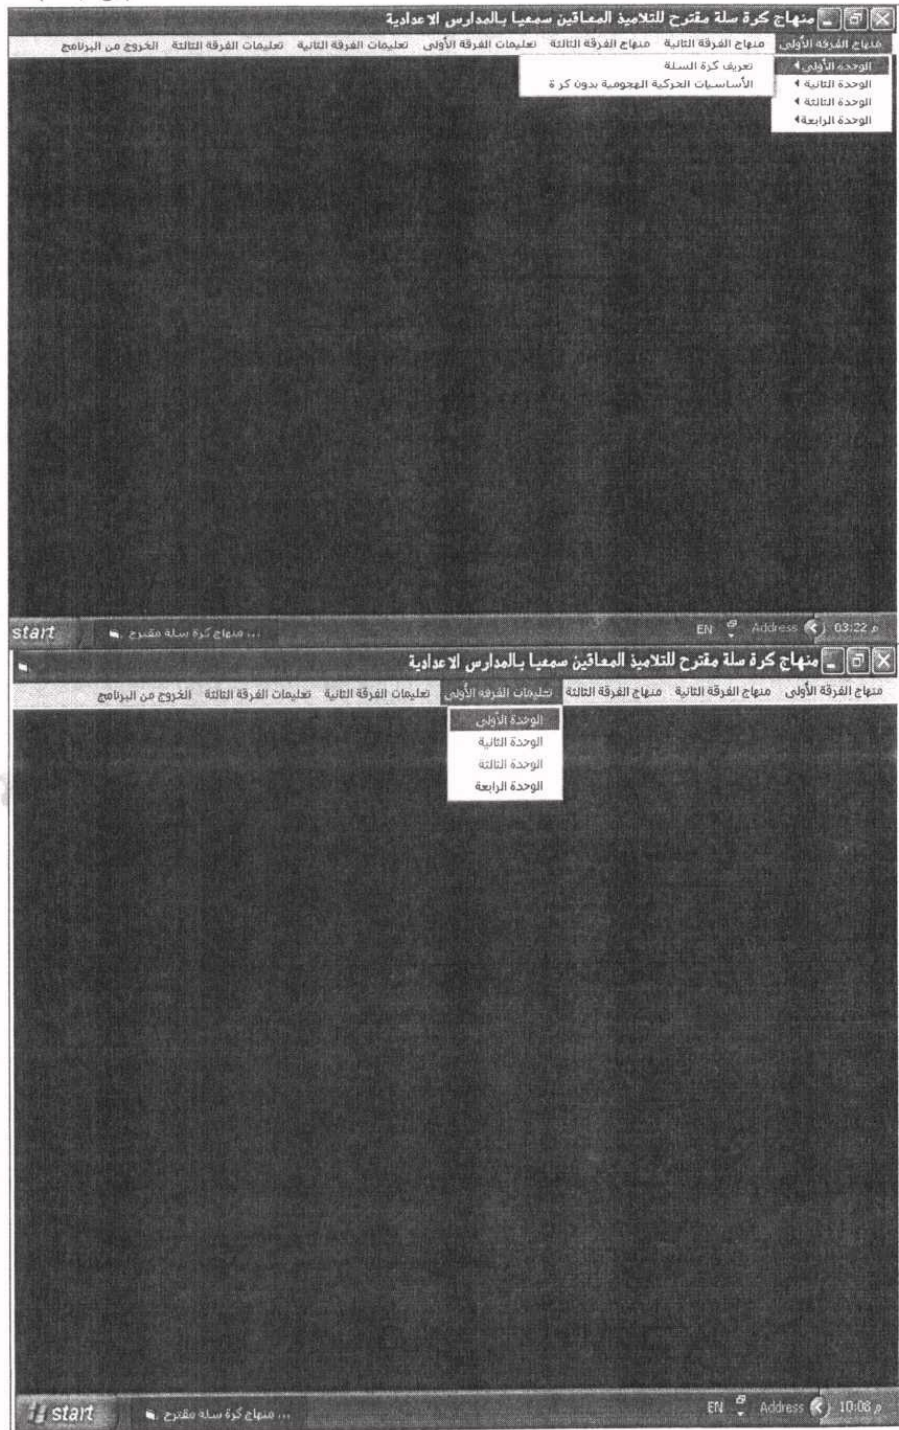 منهاج كرة سلة مقترح للتلاميذ المعاقين سمعيا بالمدارس الاعدادية
منهاج الفرقة الأولى منهاج الفرقة الثانية منهاج الفرقة الثالثة تعليمات الفرقة الأولى تعليمات الفرقة الثانية تعليمات الفرقة الثالثة الخروج من البرنامج
الوحدة الأولى تعريف كرة السلة
الوحدة الثانية الأساسيات الحركية الهجومية بدون كرة
الوحدة الثالثة
الوحدة الرابعة
start منهاج كرة سلة مقترح ... EN Address 03:22 م
منهاج كرة سلة مقترح للتلاميذ المعاقين سمعيا بالمدارس الاعدادية
منهاج الفرقة الأولى منهاج الفرقة الثانية منهاج الفرقة الثالثة تعليمات الفرقة الأولى تعليمات الفرقة الثانية تعليمات الفرقة الثالثة الخروج من البرنامج
الوحدة الأولى
الوحدة الثانية
الوحدة الثالثة
الوحدة الرابعة
start منهاج كرة سلة مقترح ... EN Address 10:08 م